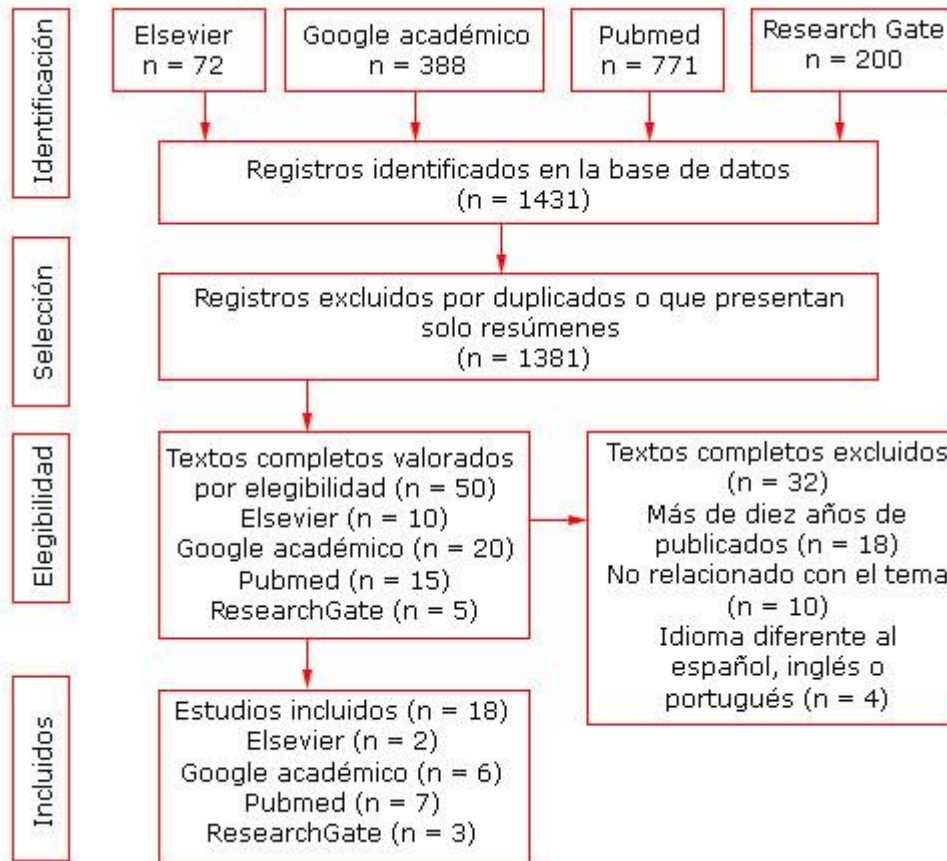 Identificación
Elsevier
n = 72
Google académico
n = 388
Pubmed
n = 771
Research Gate
n = 200
Registros identificados en la base de datos
(n = 1431)
Selección
Registros excluidos por duplicados o que presentan
solo resúmenes
(n = 1381)
Elegibilidad
Textos completos valorados
por elegibilidad (n = 50)
Elsevier (n = 10)
Google académico (n = 20)
Pubmed (n = 15)
ResearchGate (n = 5)
Textos completos excluidos
(n = 32)
Más de diez años de
publicados (n = 18)
No relacionado con el tema
(n = 10)
Idioma diferente al
español, inglés o
portugués (n = 4)
Incluidos
Estudios incluidos (n = 18)
Elsevier (n = 2)
Google académico (n = 6)
Pubmed (n = 7)
ResearchGate (n = 3)